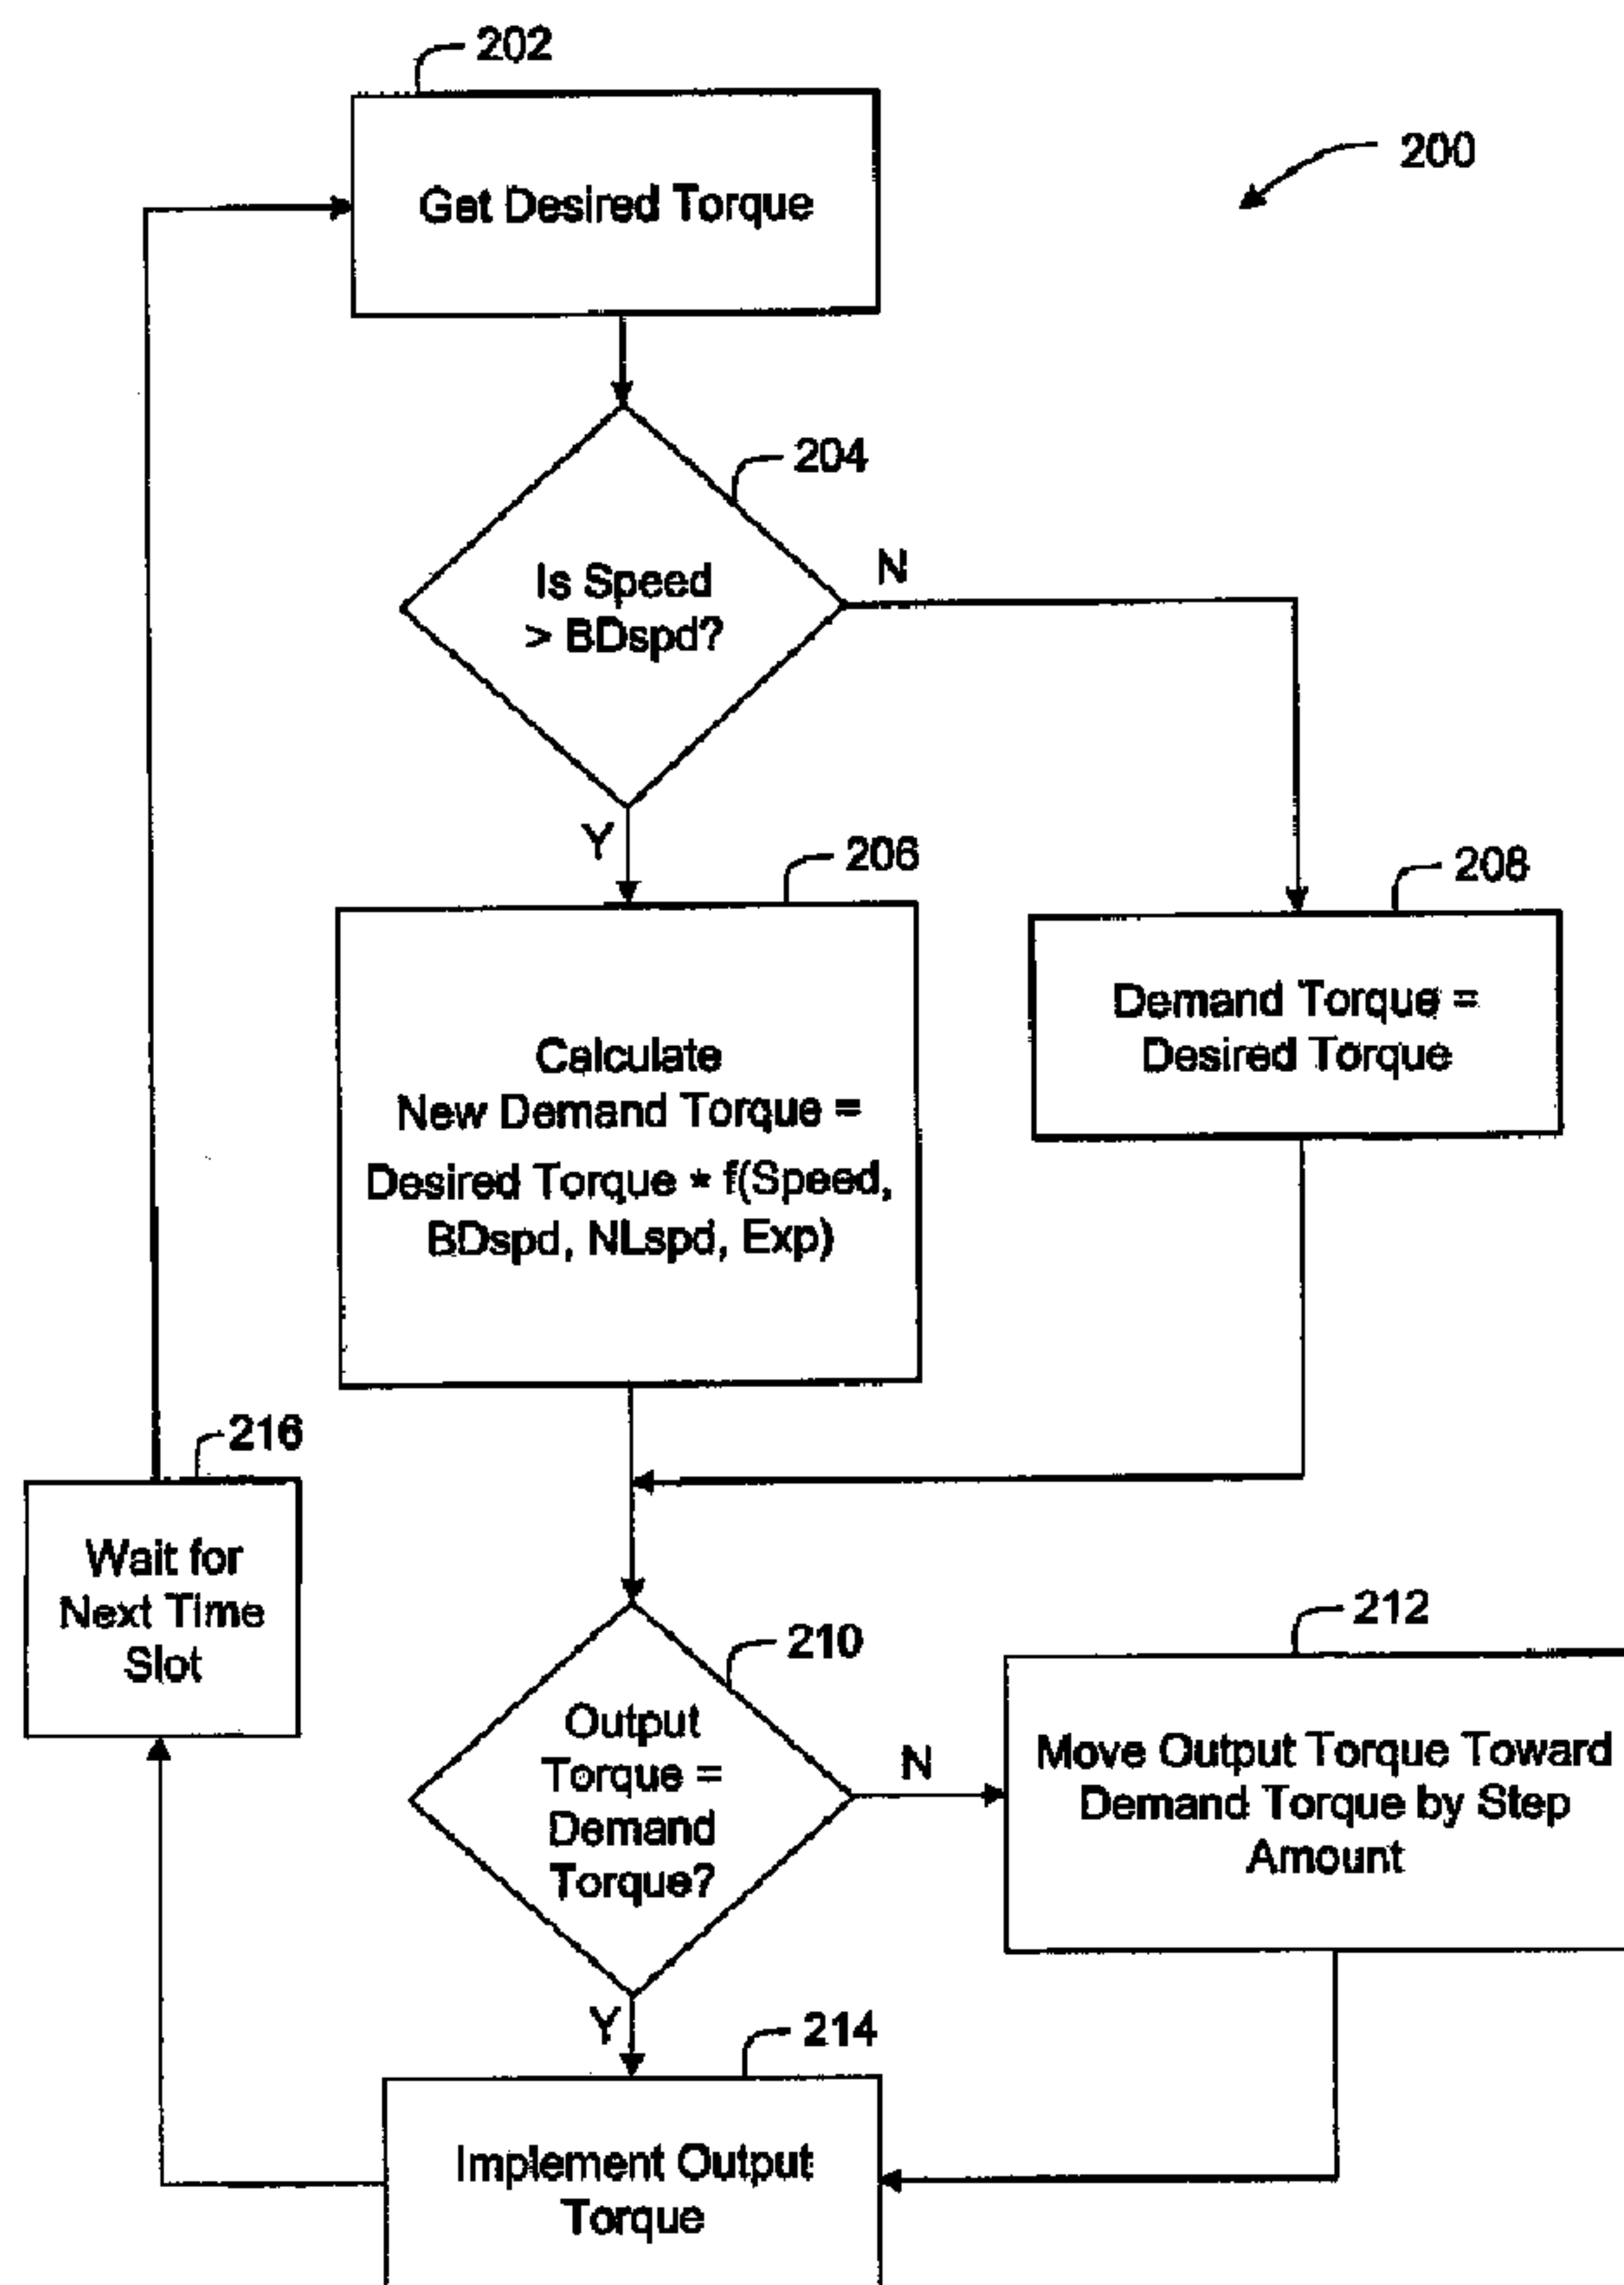 202
200
Get Desired Torque
204
Is Speed
> BDspd?
N
Y
206
208
Calculate
New Demand Torque =
Desired Torque * f(Speed,
BDspd, NLspd, Exp)
Demand Torque =
Desired Torque
216
Wait for
Next Time
Slot
210
212
Output
Torque =
Demand
Torque?
N
Move Output Torque Toward
Demand Torque by Step
Amount
Y
214
Implement Output
Torque